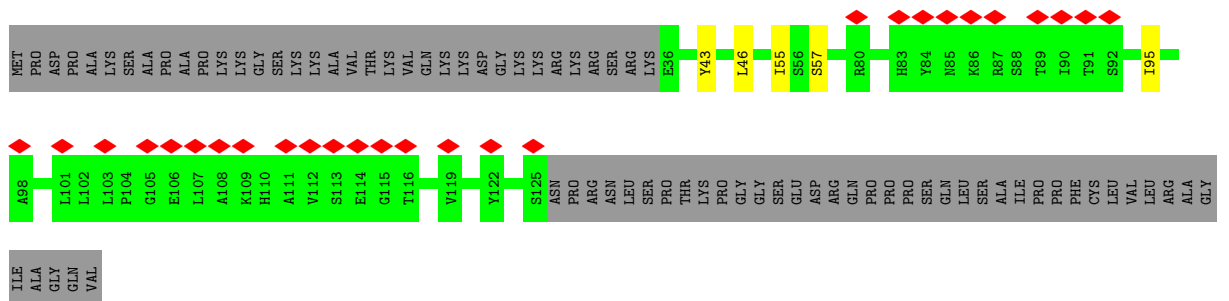 MET PRO ASP PRO ALA LYS SER ALA PRO ALA PRO LYS LYS GLY SER LYS LYS ALA VAL THR LYS VAL GLN LYS LYS ASP GLY LYS LYS ARG LYS ARG SER ARG LYS E36 Y43 L46 I55 S56 S57 R80 H83 Y84 N85 K86 R87 S88 T89 I90 T91 S92 I95
A98 L101 L102 L103 P104 G105 E106 L107 A108 K109 H110 A111 V112 S113 E114 G115 T116 V119 Y122 S125 ASN PRO ARG ASN LEU SER PRO THR LYS PRO GLY GLY SER GLU ASP ARG GLN PRO PRO PRO SER GLN LEU SER ALA ILE PRO PRO PHE CYS LEU VAL LEU ARG ALA GLY
ILE ALA GLY GLN VAL